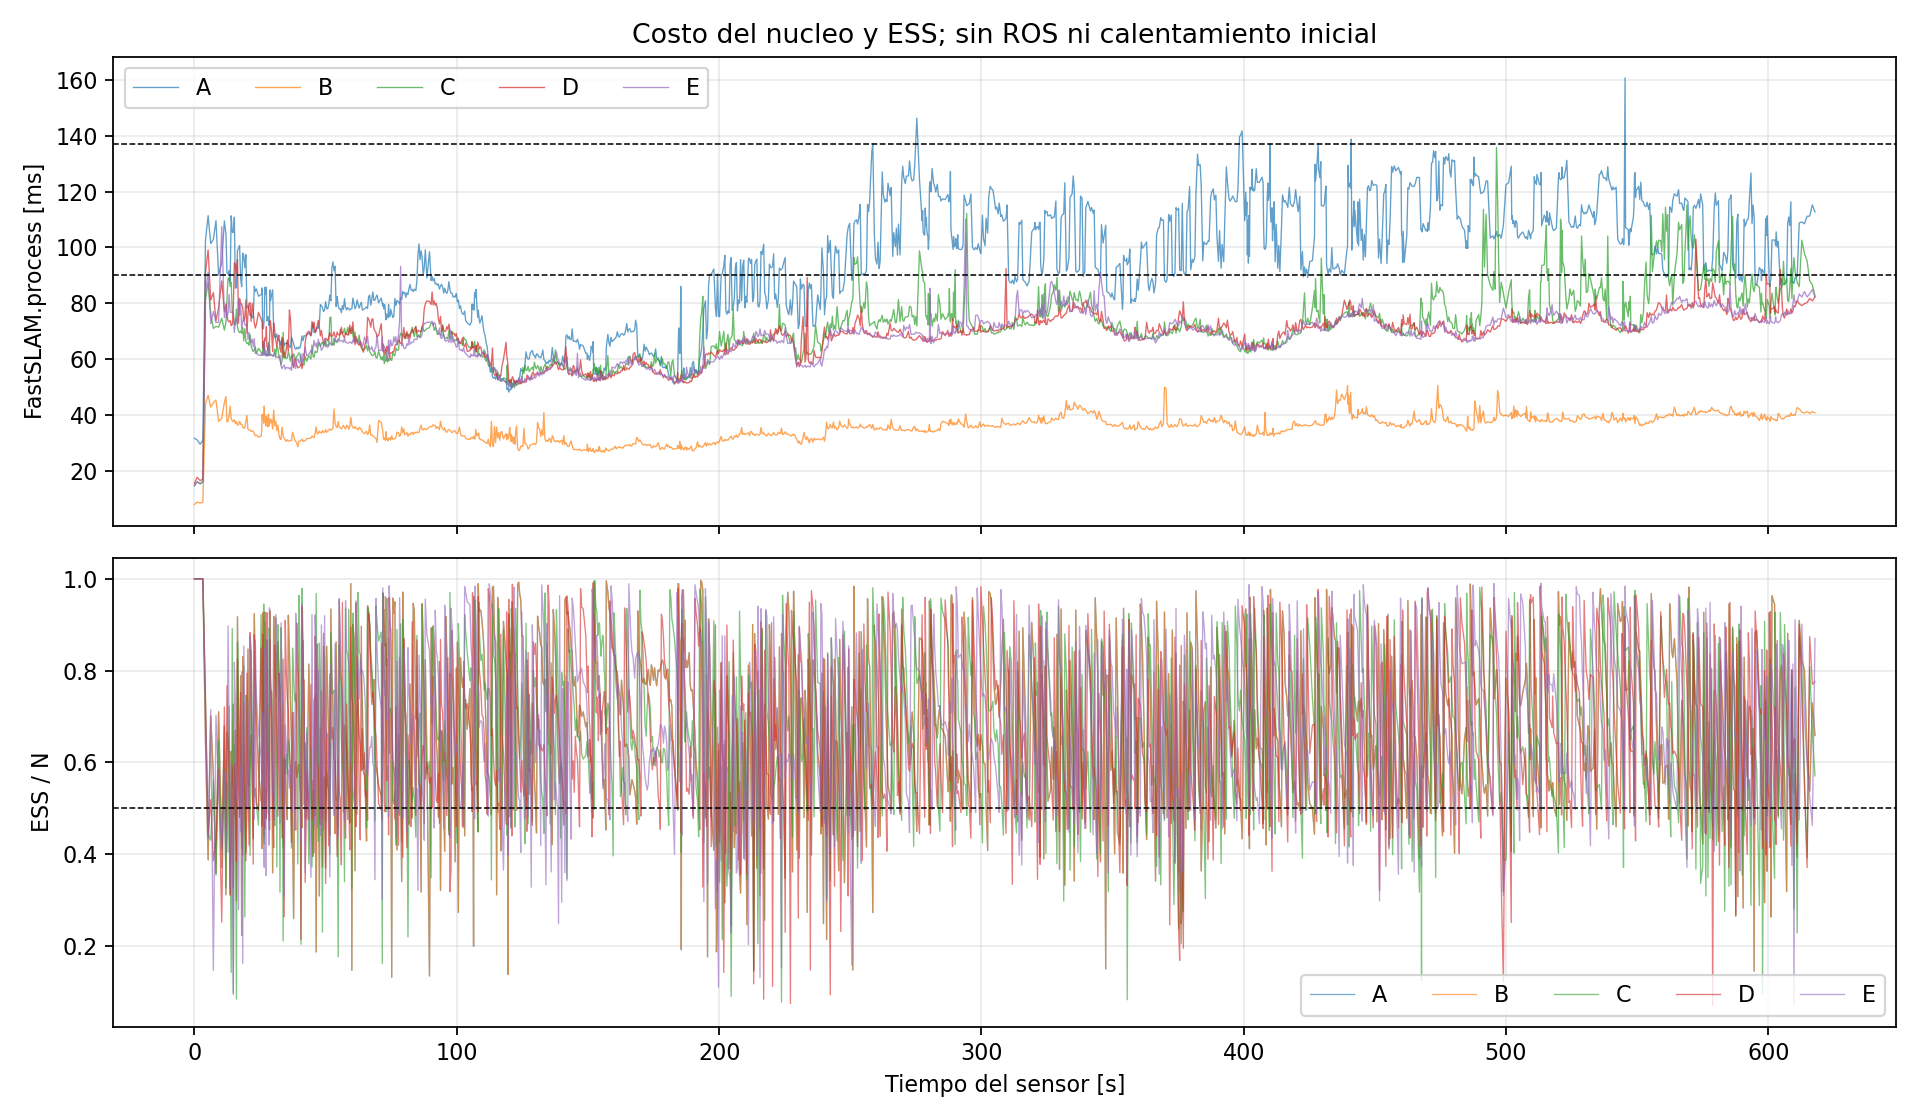 Costo del nucleo y ESS; sin ROS ni calentamiento inicial
A B C D E
FastSLAM.process [ms]
160
140
120
100
80
60
40
20
ESS / N
1.0
0.8
0.6
0.4
0.2
A B C D E
0 100 200 300 400 500 600
Tiempo del sensor [s]